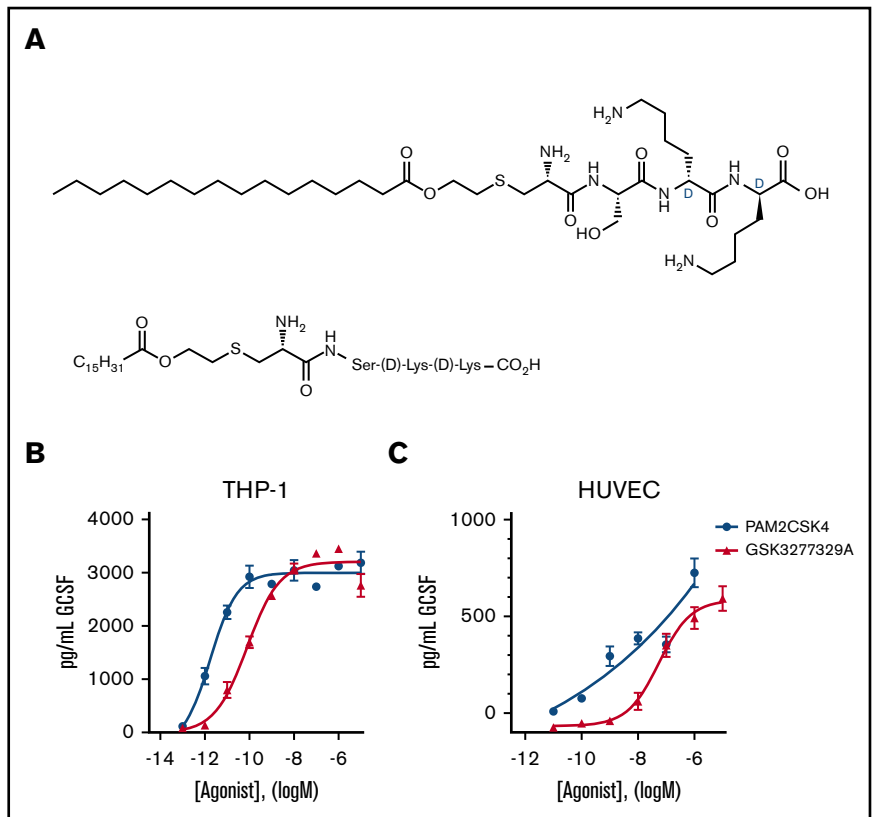 A
H₂N
O
NH₂
H
O
H
O
S
N
N
D
OH
O
O
N
H
D
O
HO
H₂N
O
NH₂
H
C₁₅H₃₁
O
S
N
Ser-(D)-Lys-(D)-Lys–CO₂H
O
B
C
THP-1
HUVEC
4000
3000
2000
1000
0
pg/mL GCSF
-14
-12
-10
-8
-6
[Agonist], (logM)
1000
500
0
pg/mL GCSF
-12
-10
-8
-6
[Agonist], (logM)
PAM2CSK4
GSK3277329A